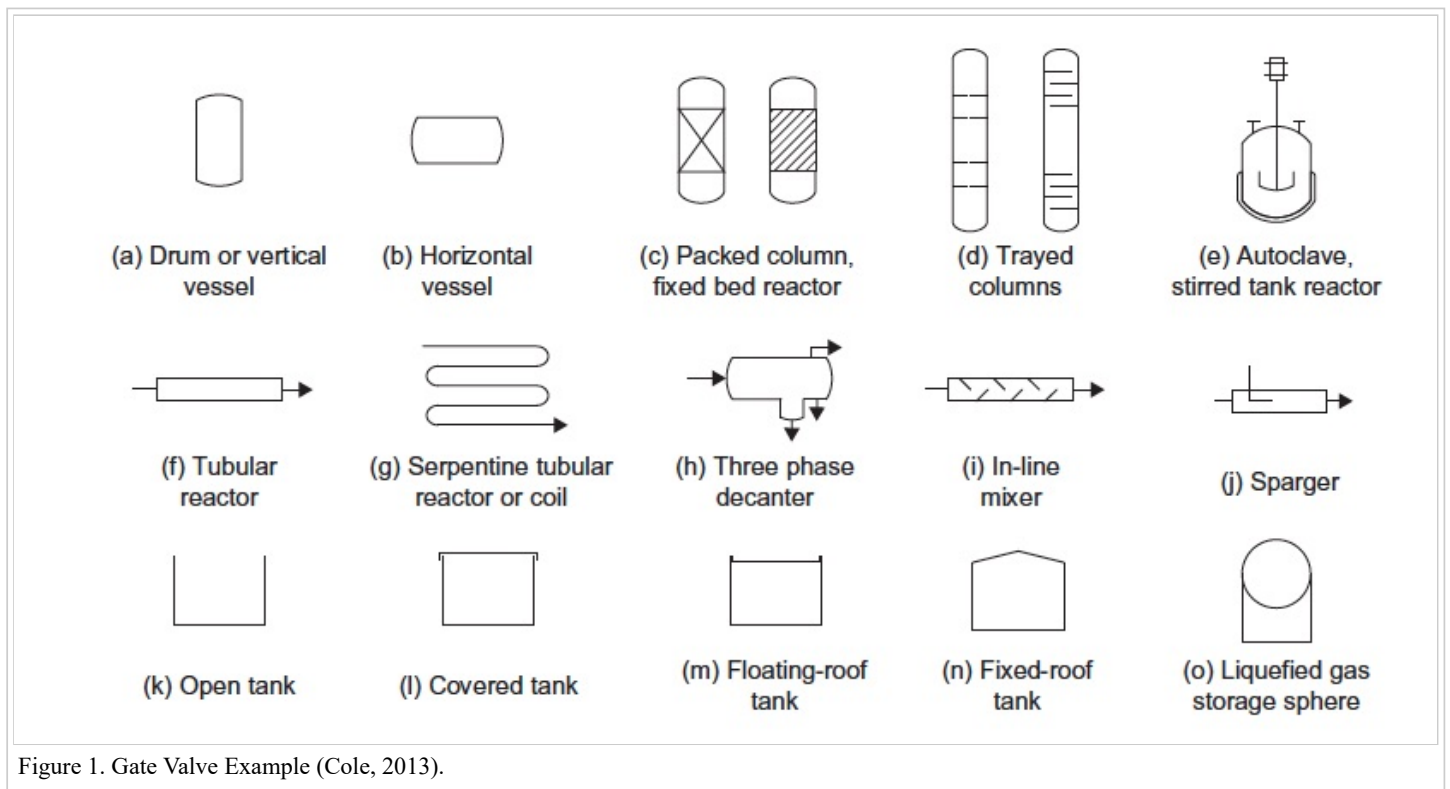 (a) Drum or vertical
vessel
(b) Horizontal
vessel
(c) Packed column,
fixed bed reactor
(d) Trayed
columns
(e) Autoclave,
stirred tank reactor
(f) Tubular
reactor
(g) Serpentine tubular
reactor or coil
(h) Three phase
decanter
(i) In-line
mixer
(j) Sparger
(k) Open tank
(l) Covered tank
(m) Floating-roof
tank
(n) Fixed-roof
tank
(o) Liquefied gas
storage sphere
Figure 1. Gate Valve Example (Cole, 2013).